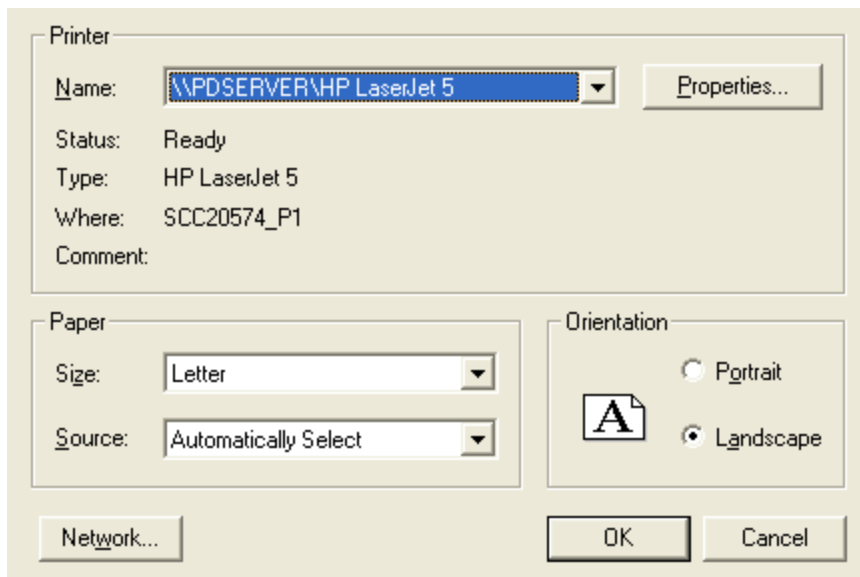 Printer
Name: \\PDSERVER\HP LaserJet 5 Properties...
Status: Ready
Type: HP LaserJet 5
Where: SCC20574_P1
Comment:
Paper
Size: Letter
Source: Automatically Select
Orientation
Portrait
A
Landscape
Network... OK Cancel